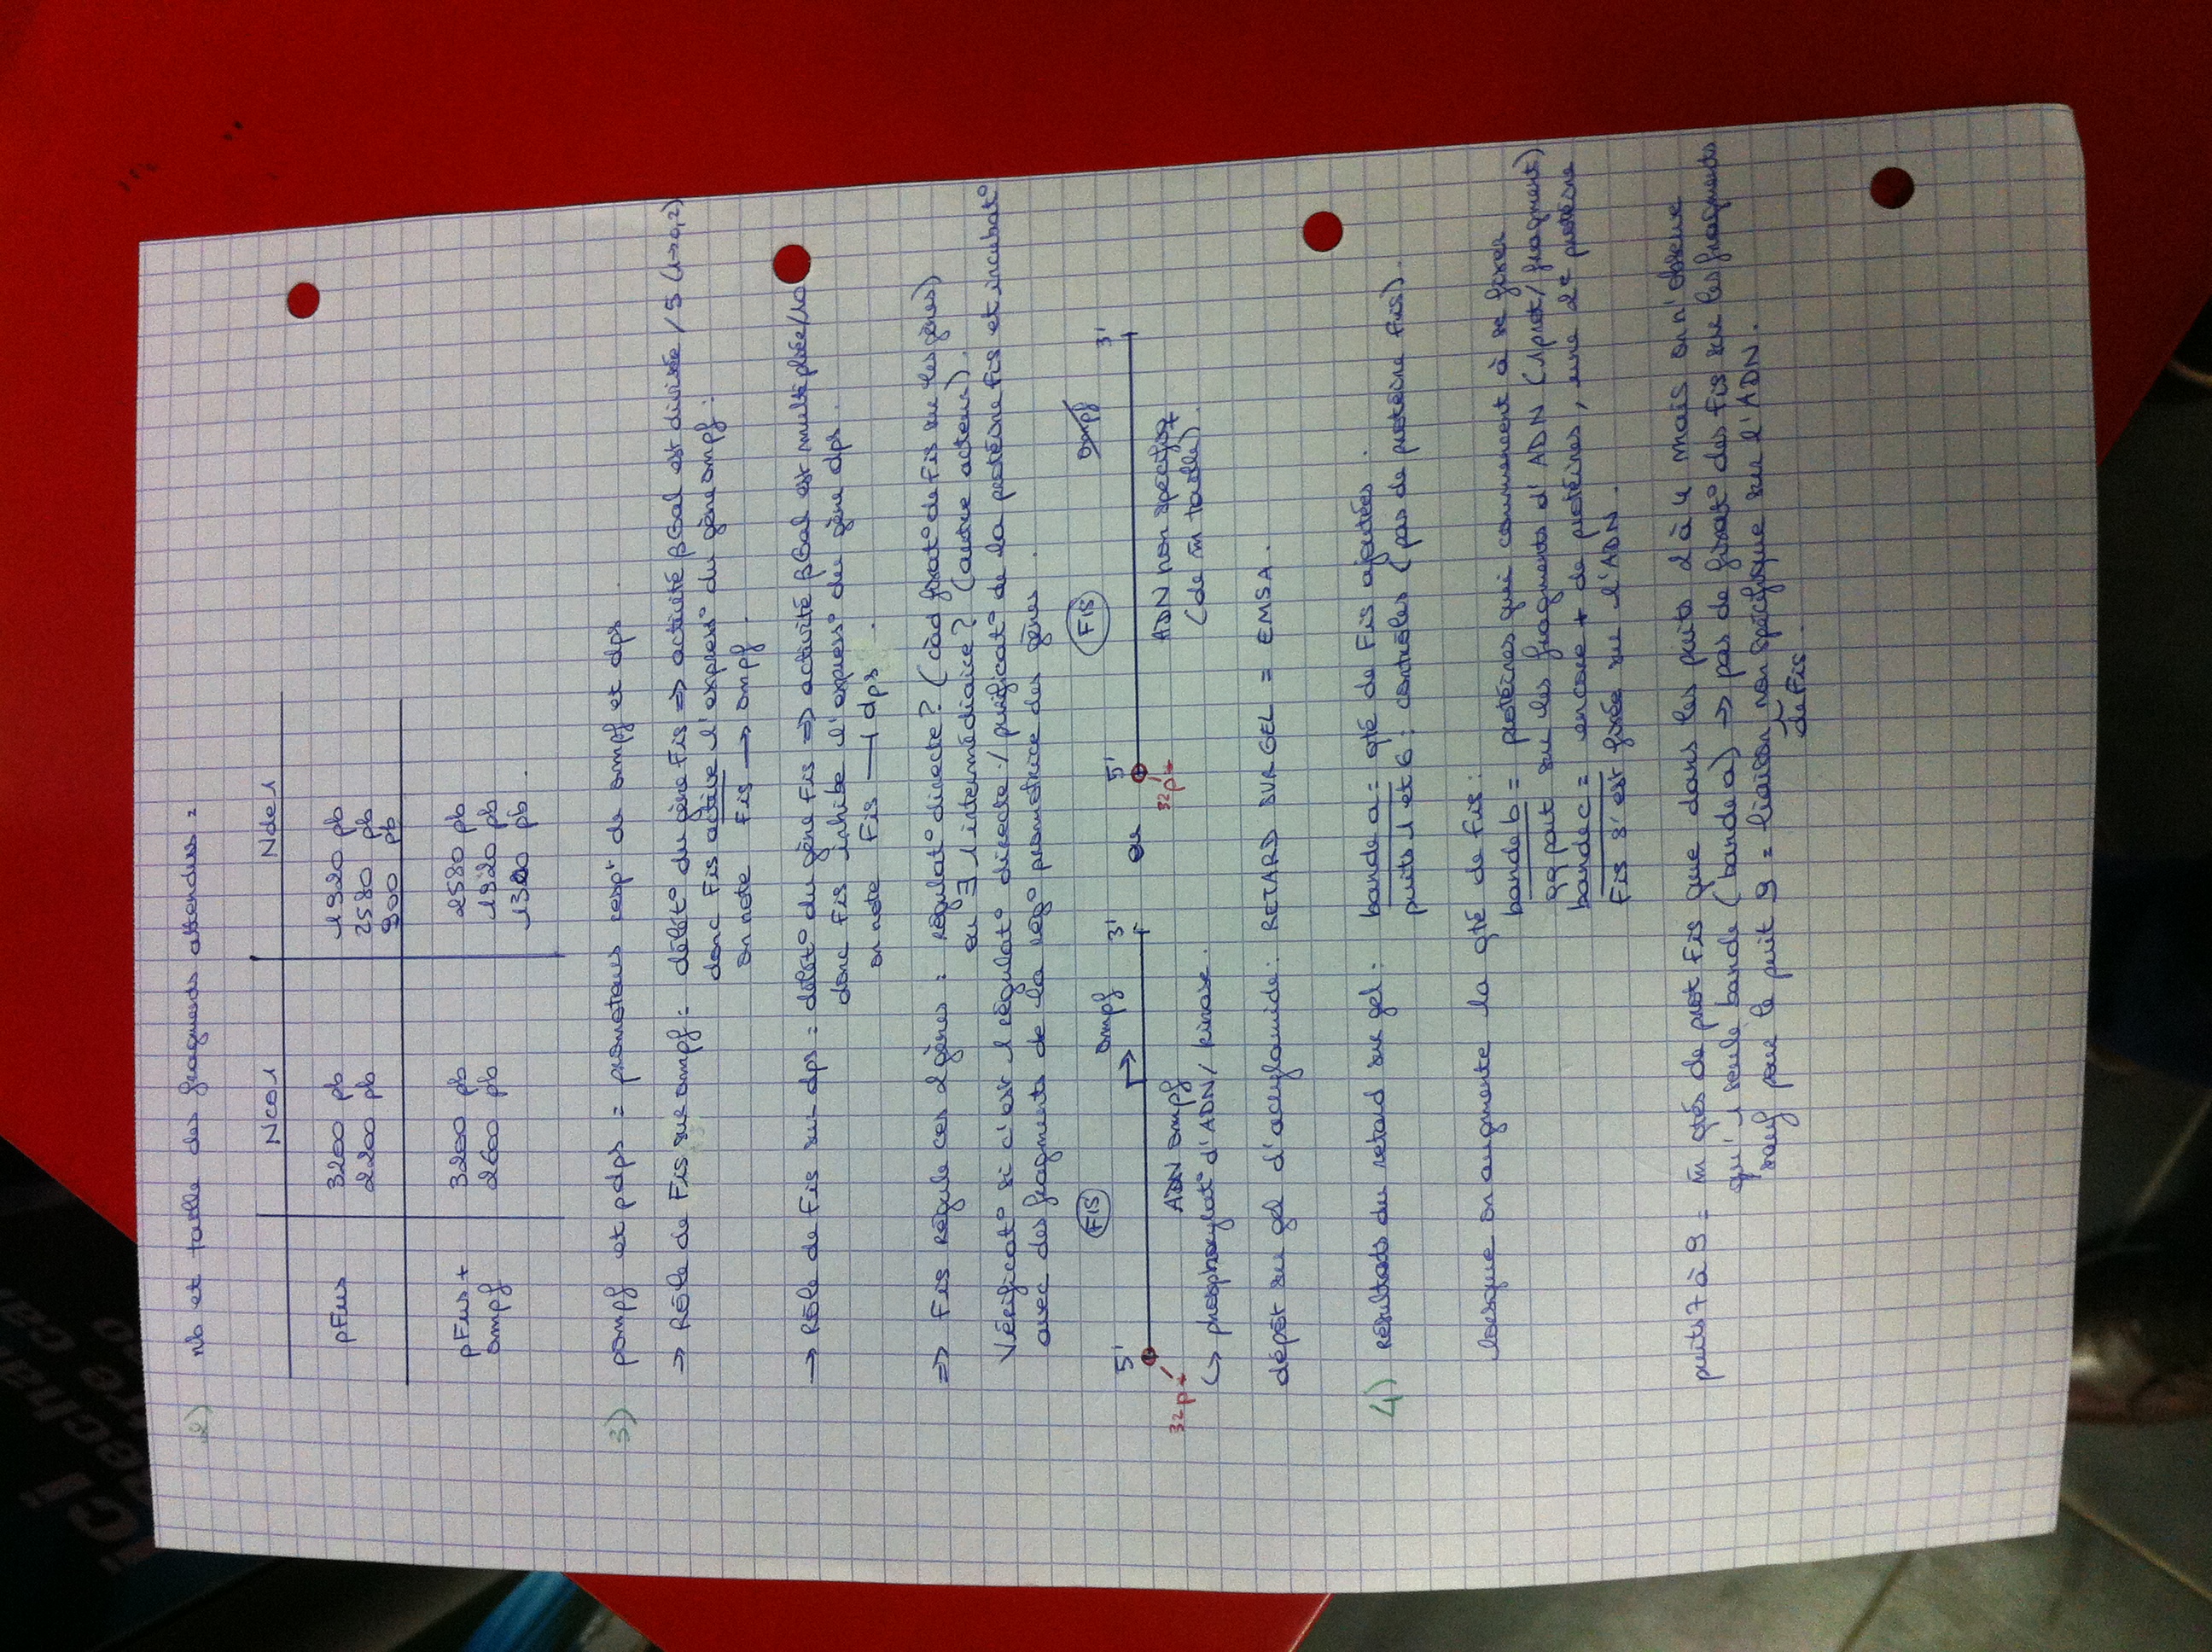 ici
2) nb et taille des fragments attendus :
Nco1 Nde1
pFus 3200 pb 1920 pb
2200 pb 2580 pb
900 pb
pFus + 3200 pb 2580 pb
ompf 2600 pb 1920 pb
1300 pb.
3) pompf et pdps = promoteurs respt de ompf et dps.
→ Rôle de Fis sur ompf : délét° du gène Fis => activité βGal est divisée / 5 (1→0,2)
donc Fis active l'express° du gène ompf :
on note Fis → ompf.
→ Rôle de Fis sur dps : délét° du gène Fis => activité βGal est multipliée/10
donc Fis inhibe l'express° du gène dps.
on note Fis ⊣ dps.
=> Fis régule ces 2 gènes : régulat° directe ? (càd fixat° de Fis sur les gènes)
ou ∃ 1 intermédiaire ? (autre acteur).
Vérificat° si c'est 1 régulat° directe / purificat° de la protéine Fis et incubat°
avec des fragments de la rég° promotrice des gènes.
FIS FIS ompf
5' ompf 3' ou 5' 3'
32p 32p
ADN ompf ADN non spécifiq
↳ phosphorylat° d'ADN/ kinase. (de m̄ taille).
dépôt sur gel d'acrylamide : RETARD SUR GEL = EMSA.
4) résultats du retard sur gel : bande a = qté de Fis ajoutées.
puits 1 et 6 : contrôles (pas de protéine Fis).
lorsque on augmente la qté de Fis :
bande b = protéines qui commencent à se fixer
qq part sur les fragments d'ADN (1 prot/fragment)
bande c = encore + de protéines, une 2e protéine
Fis s'est fixée sur l'ADN.
puits 7 à 9 = m̄ qtés de prot Fis que dans les puits 2 à 4 mais on n'observe
qu'1 seule bande (bande a) → pas de fixat° des Fis sur les fragments
sauf pour le puit 9 = liaison non spécifique sur l'ADN.
de Fis.